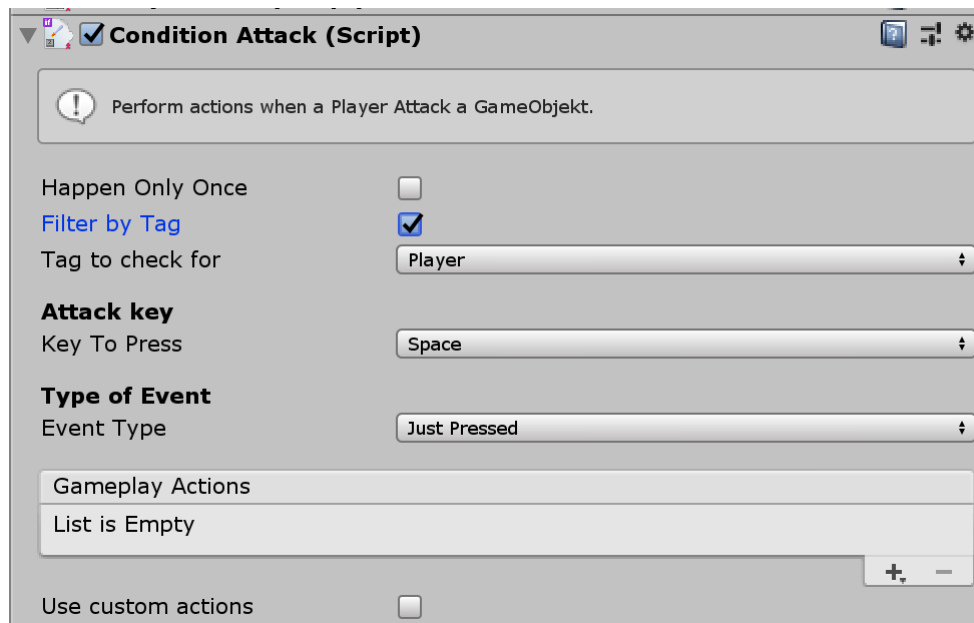 Condition Attack (Script)
Perform actions when a Player Attack a GameObjekt.
Happen Only Once
Filter by Tag
Tag to check for
Player
Attack key
Key To Press
Space
Type of Event
Event Type
Just Pressed
Gameplay Actions
List is Empty
Use custom actions